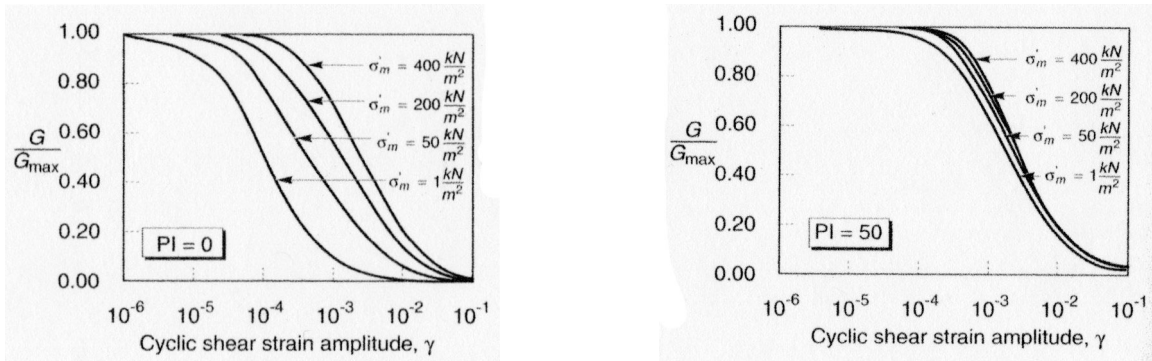 1.00
0.80
0.60
0.40
0.20
0.00
G
Gmax
σ'm = 400 kN/m²
σ'm = 200 kN/m²
σ'm = 50 kN/m²
σ'm = 1 kN/m²
PI = 0
10⁻⁶ 10⁻⁵ 10⁻⁴ 10⁻³ 10⁻² 10⁻¹
Cyclic shear strain amplitude, γ
1.00
0.80
0.60
0.40
0.20
0.00
G
Gmax
σ'm = 400 kN/m²
σ'm = 200 kN/m²
σ'm = 50 kN/m²
σ'm = 1 kN/m²
PI = 50
10⁻⁶ 10⁻⁵ 10⁻⁴ 10⁻³ 10⁻² 10⁻¹
Cyclic shear strain amplitude, γ